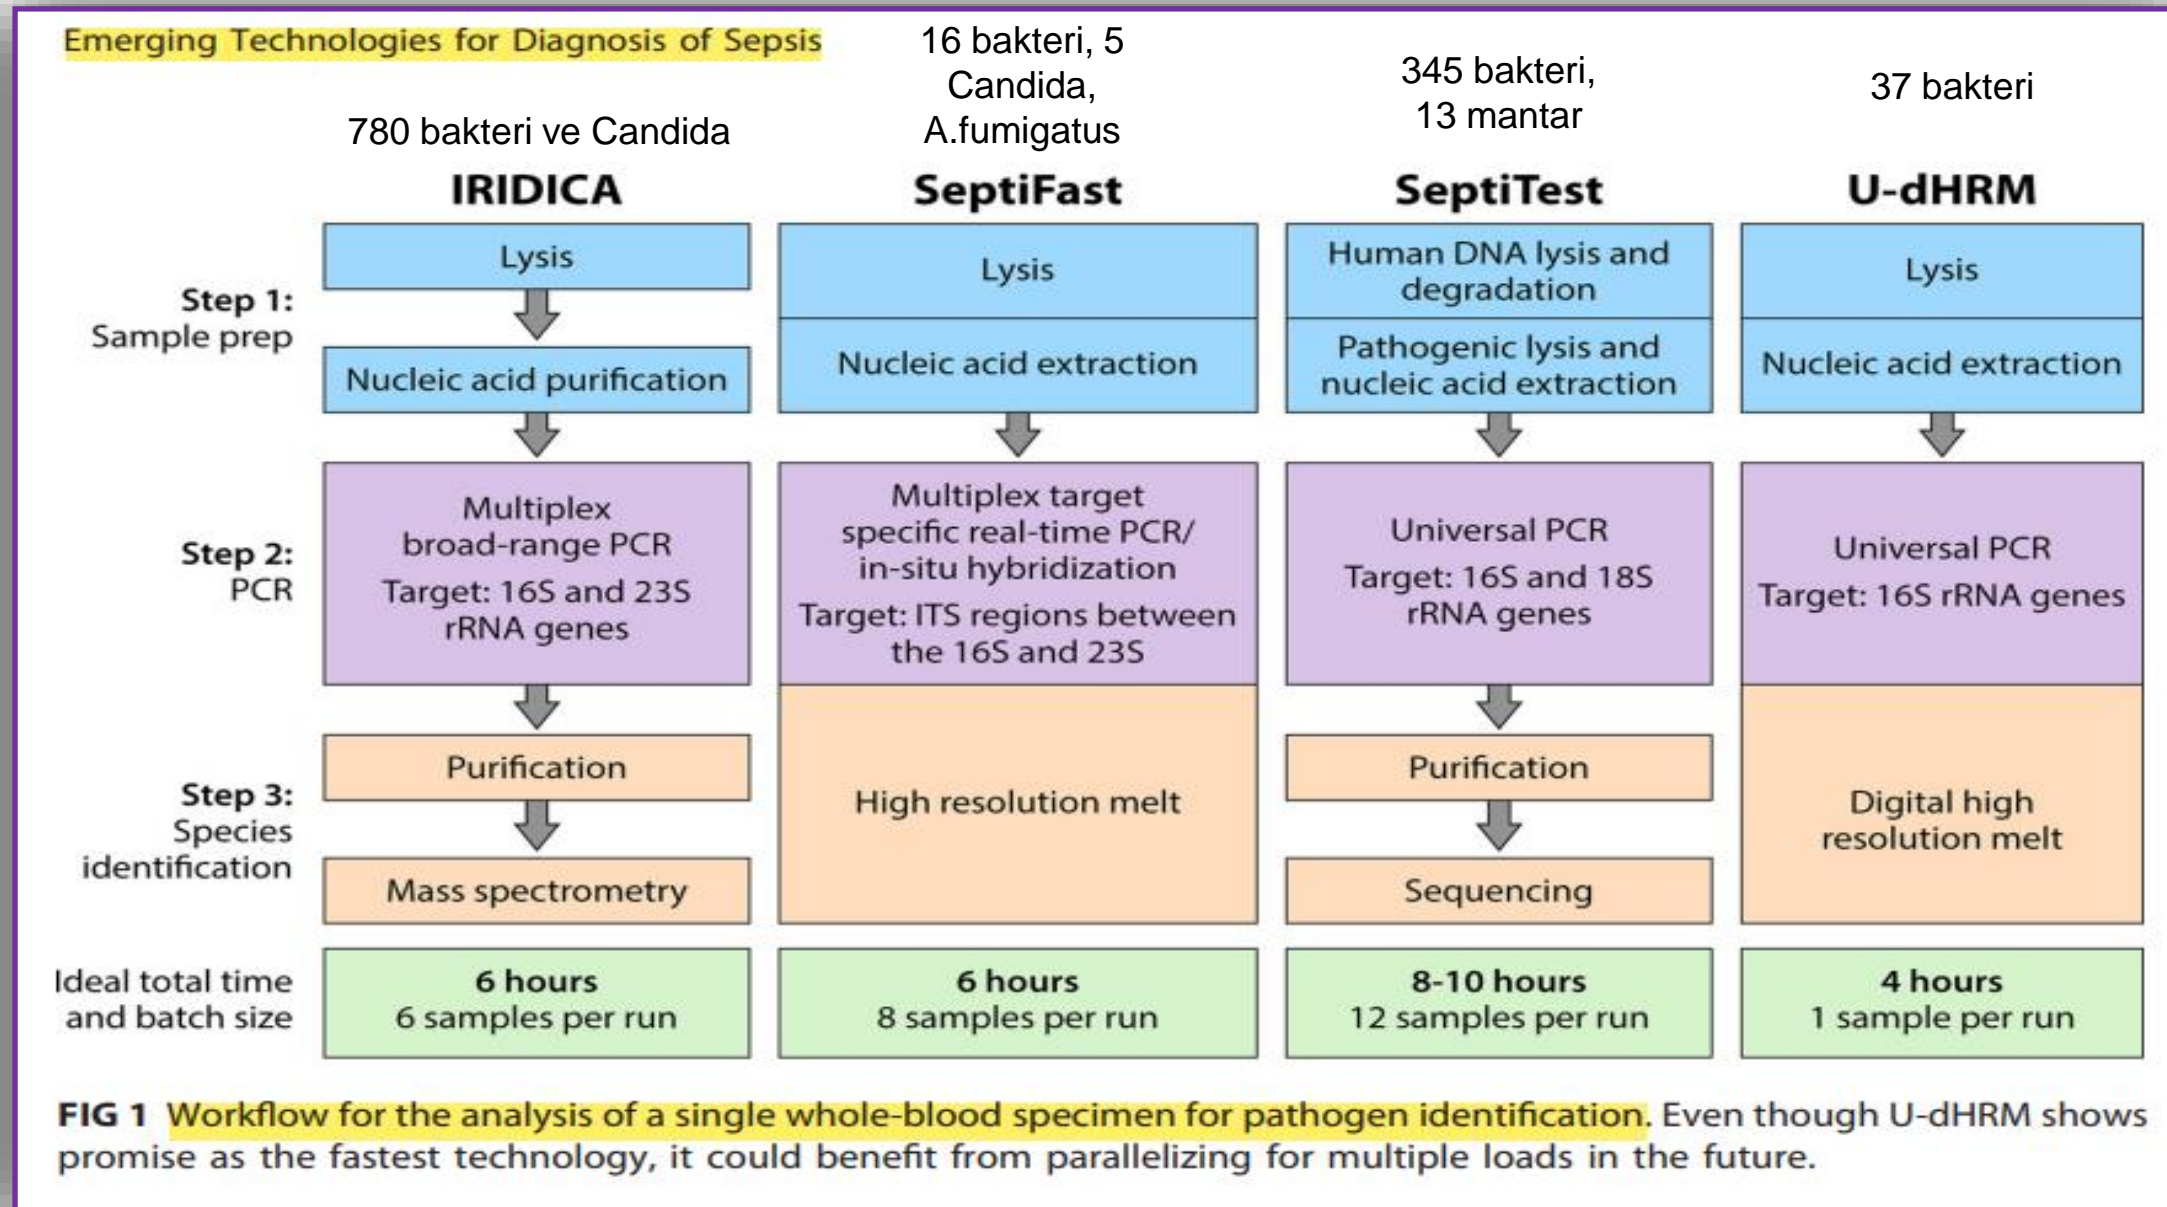 Emerging Technologies for Diagnosis of Sepsis
780 bakteri ve Candida
16 bakteri, 5
Candida,
A.fumigatus
345 bakteri,
13 mantar
37 bakteri
IRIDICA
SeptiFast
SeptiTest
U-dHRM
Step 1:
Sample prep
Lysis
Nucleic acid purification
Lysis
Nucleic acid extraction
Human DNA lysis and
degradation
Pathogenic lysis and
nucleic acid extraction
Lysis
Nucleic acid extraction
Step 2:
PCR
Multiplex
broad-range PCR
Target: 16S and 23S
rRNA genes
Multiplex target
specific real-time PCR/
in-situ hybridization
Target: ITS regions between
the 16S and 23S
Universal PCR
Target: 16S and 18S
rRNA genes
Universal PCR
Target: 16S rRNA genes
Step 3:
Species
identification
Purification
Mass spectrometry
High resolution melt
Purification
Sequencing
Digital high
resolution melt
Ideal total time
and batch size
6 hours
6 samples per run
6 hours
8 samples per run
8-10 hours
12 samples per run
4 hours
1 sample per run
FIG 1 Workflow for the analysis of a single whole-blood specimen for pathogen identification. Even though U-dHRM shows
promise as the fastest technology, it could benefit from parallelizing for multiple loads in the future.